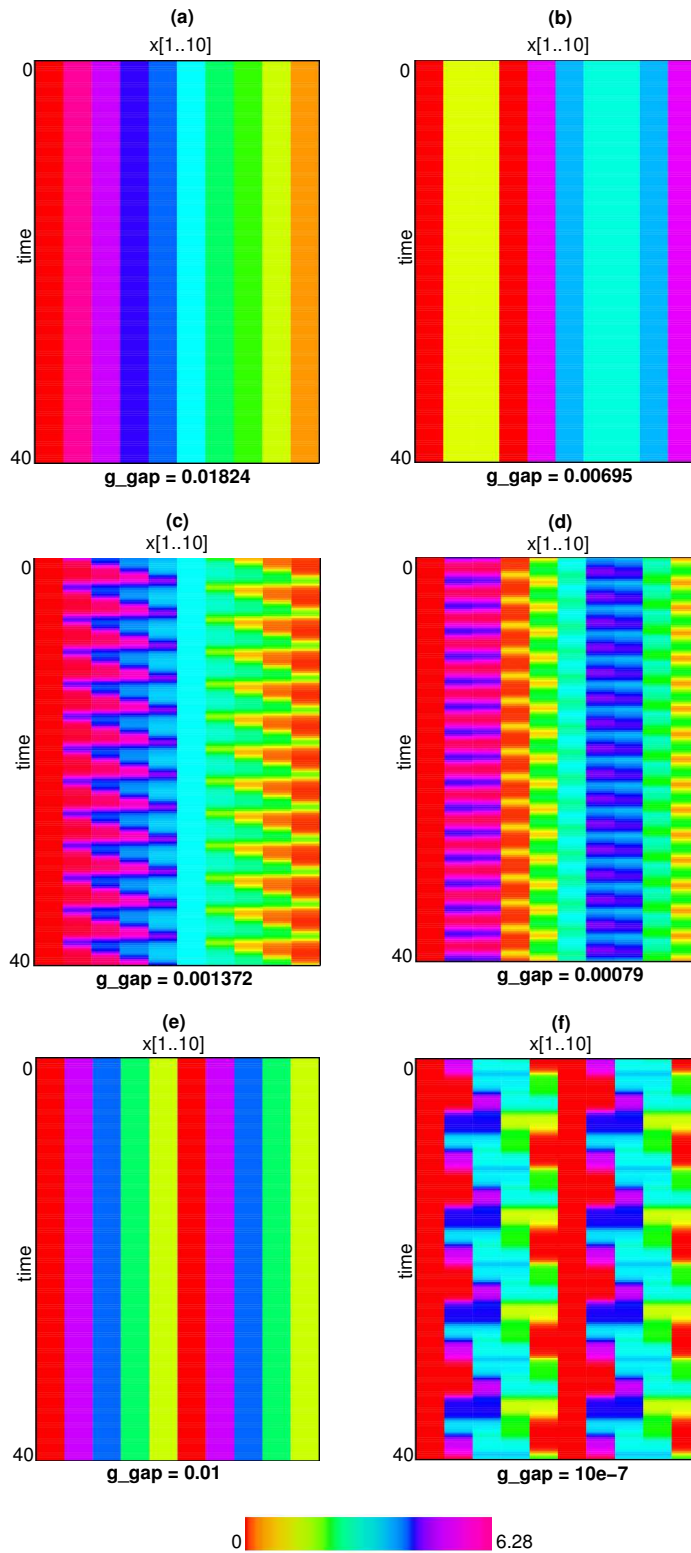 (a)
x[1..10]
0
time
40
g_gap = 0.01824
(b)
x[1..10]
0
time
40
g_gap = 0.00695
(c)
x[1..10]
0
time
40
g_gap = 0.001372
(d)
x[1..10]
0
time
40
g_gap = 0.00079
(e)
x[1..10]
0
time
40
g_gap = 0.01
(f)
x[1..10]
0
time
40
g_gap = 10e−7
0
6.28